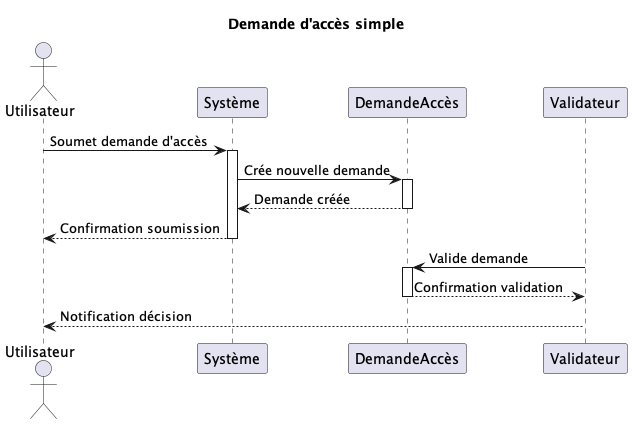 Demande d'accès simple
Utilisateur
Système
DemandeAccès
Validateur
Soumet demande d'accès
Crée nouvelle demande
Demande créée
Confirmation soumission
Valide demande
Confirmation validation
Notification décision
Utilisateur
Système
DemandeAccès
Validateur